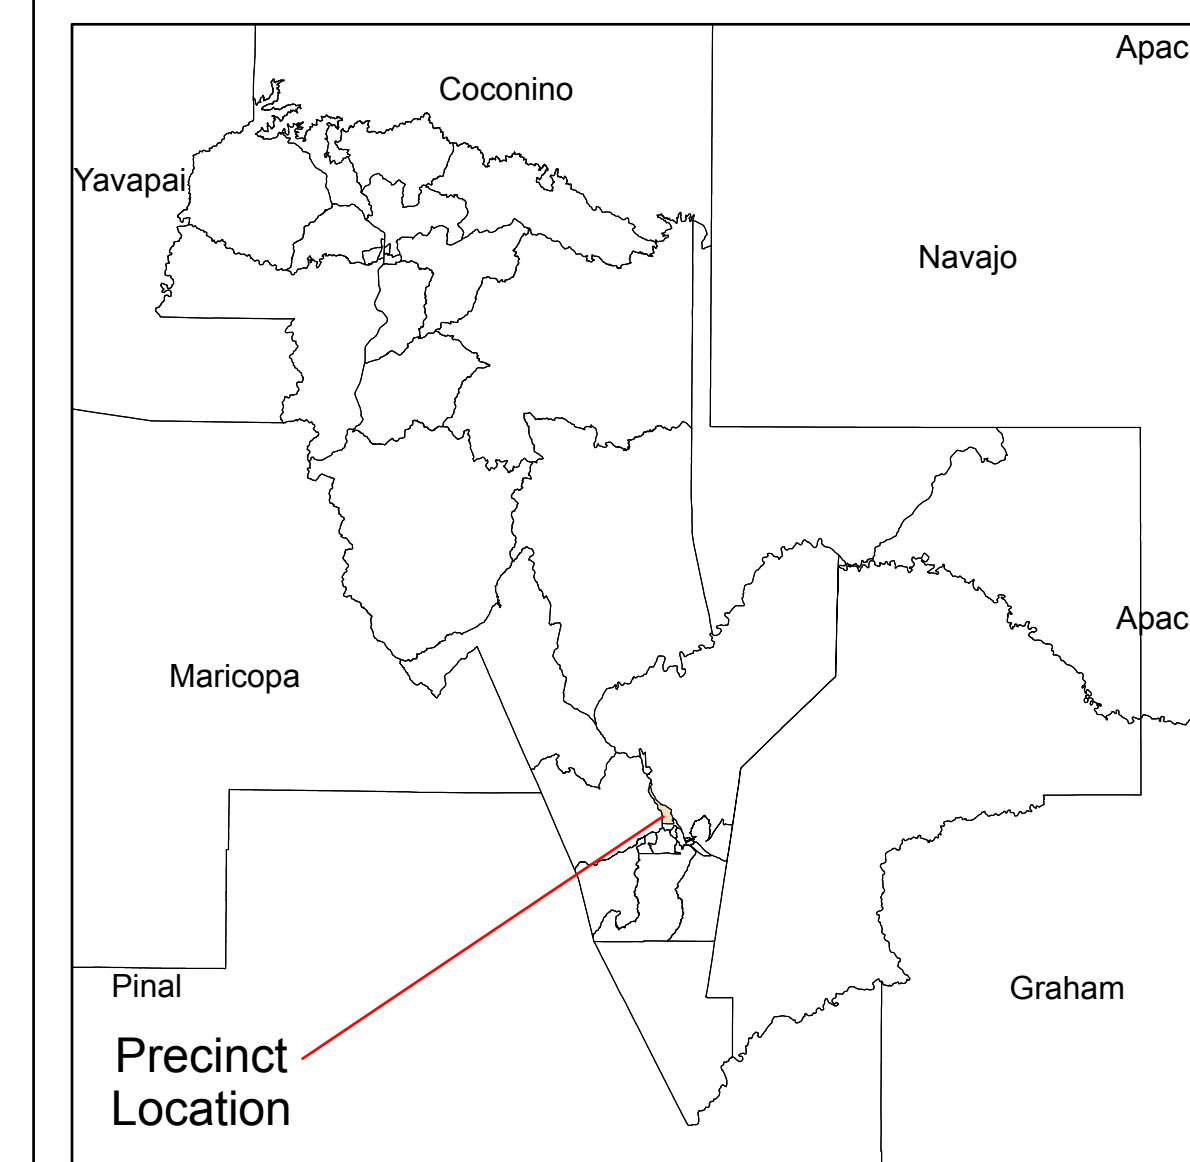 Apac
Coconino
Yavapai
Navajo
Apac
Maricopa
Pinal
Graham
Precinct
Location